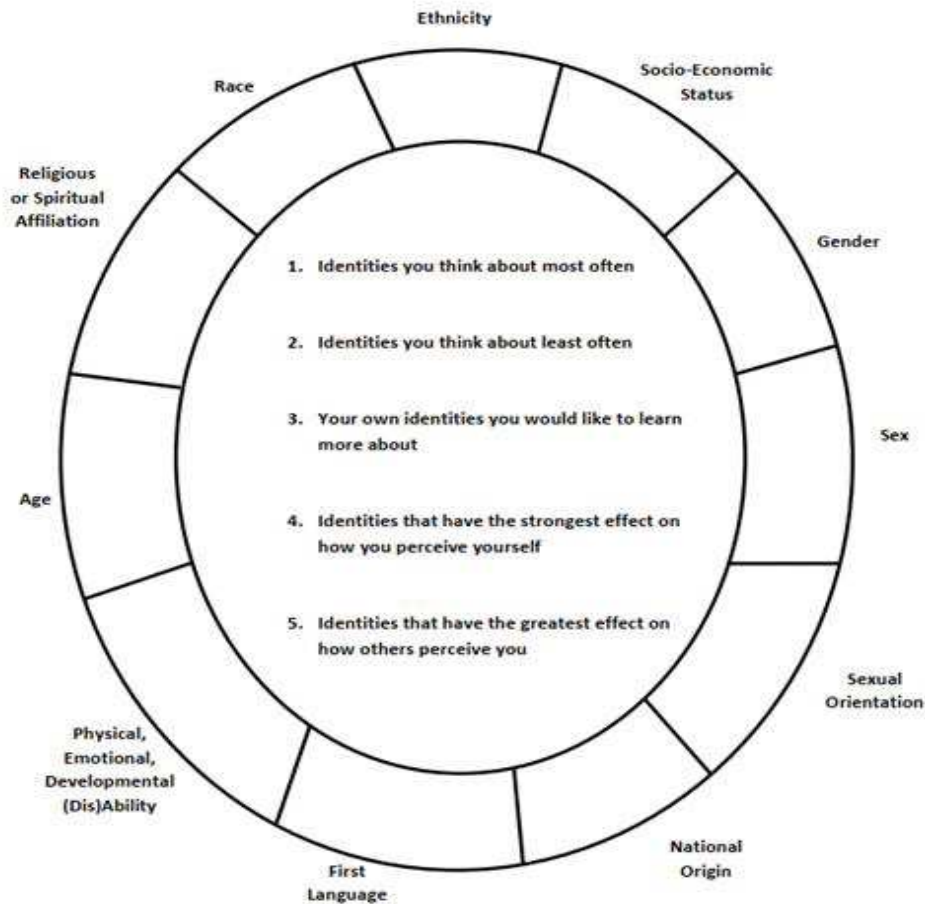 Ethnicity
Socio-Economic
Status
Race
Religious
or Spiritual
Affiliation
Gender
1. Identities you think about most often
2. Identities you think about least often
3. Your own identities you would like to learn
more about
Sex
Age
4. Identities that have the strongest effect on
how you perceive yourself
5. Identities that have the greatest effect on
how others perceive you
Sexual
Orientation
Physical,
Emotional,
Developmental
(Dis)Ability
National
Origin
First
Language